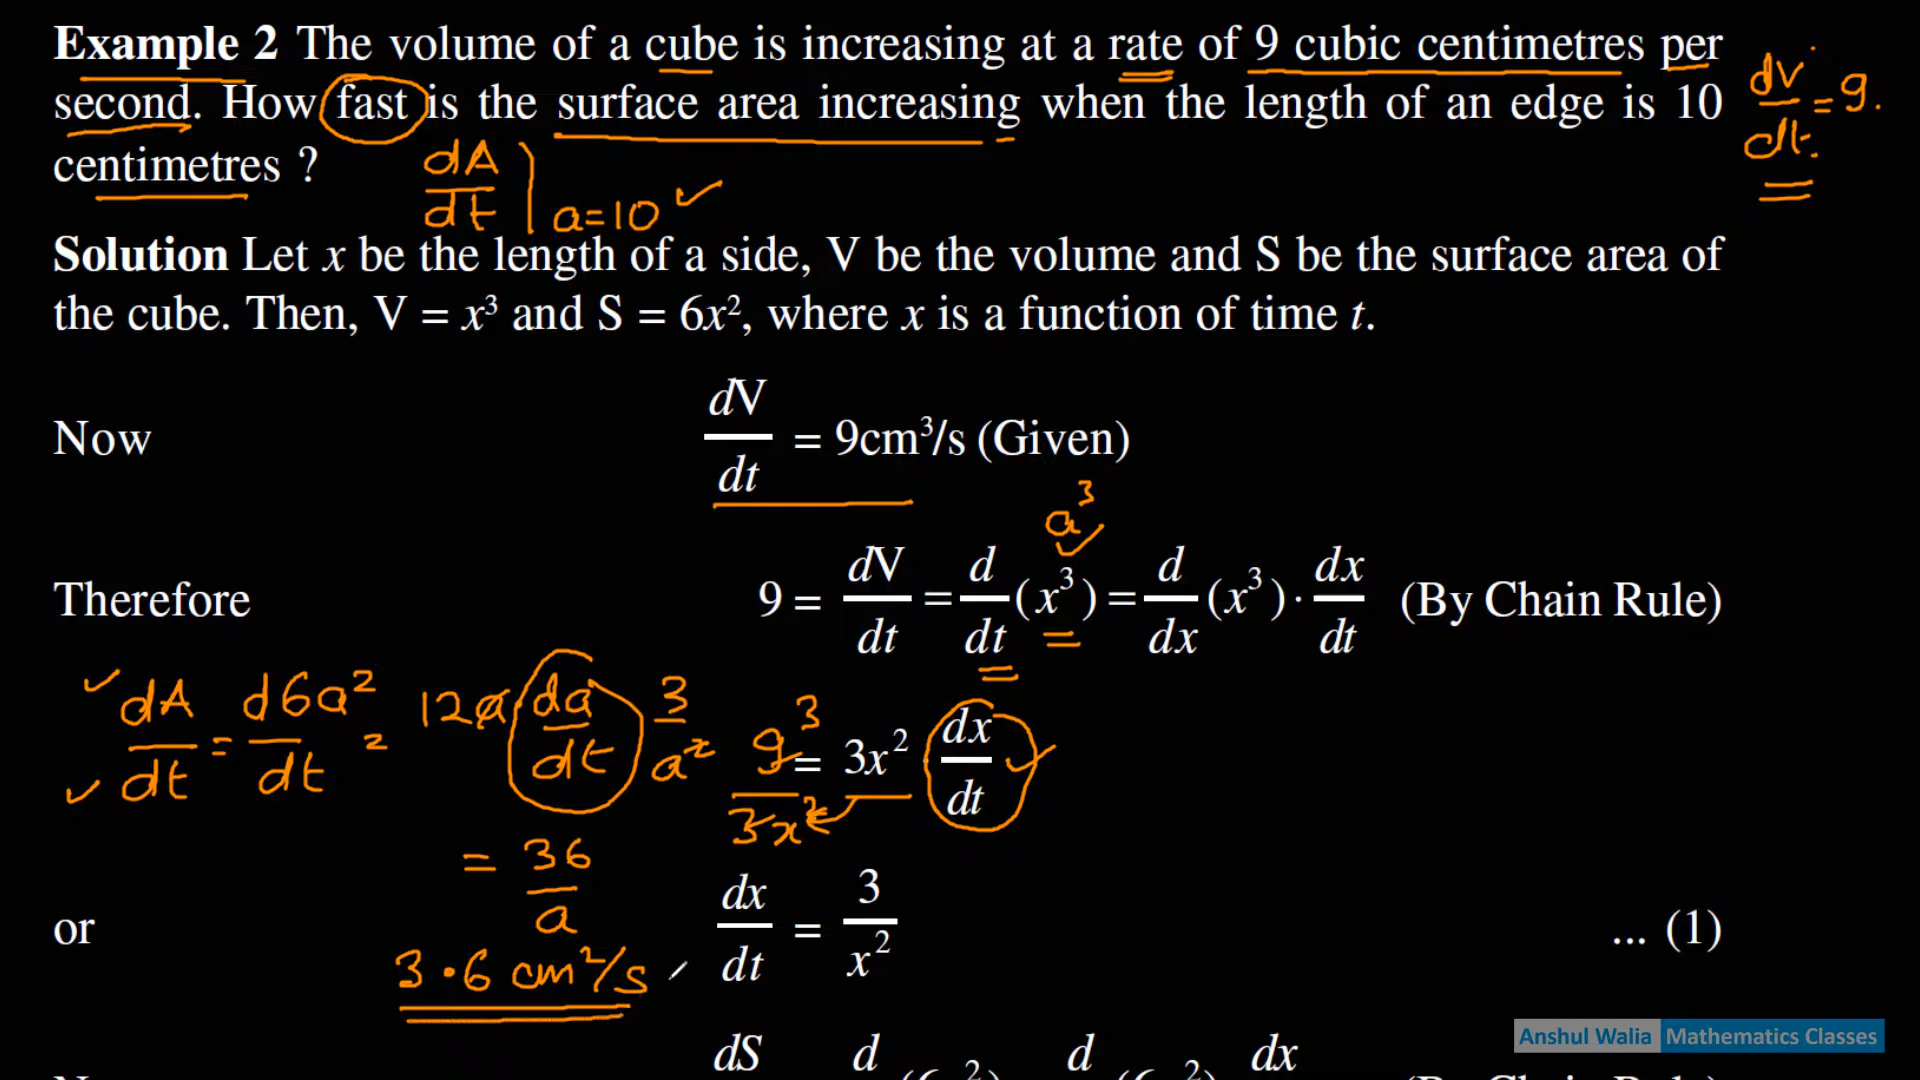 Example 2 The volume of a cube is increasing at a rate of 9 cubic centimetres per
second. How fast is the surface area increasing when the length of an edge is 10
centimetres ?
dV/dt = 9.
dA/dt | a=10 ✓
Solution Let x be the length of a side, V be the volume and S be the surface area of
the cube. Then, V = x³ and S = 6x², where x is a function of time t.
Now dV/dt = 9cm³/s (Given)
a³
Therefore 9 = dV/dt = d/dt (x³) = d/dx (x³) · dx/dt (By Chain Rule)
dA/dt = d6a²/dt = 12a da/dt 3/a²
9 = 3x² dx/dt
3
3x²
= 36/a
or dx/dt = 3/x² ... (1)
3.6 cm²/s
dS d d dx
Anshul Walia Mathematics Classes